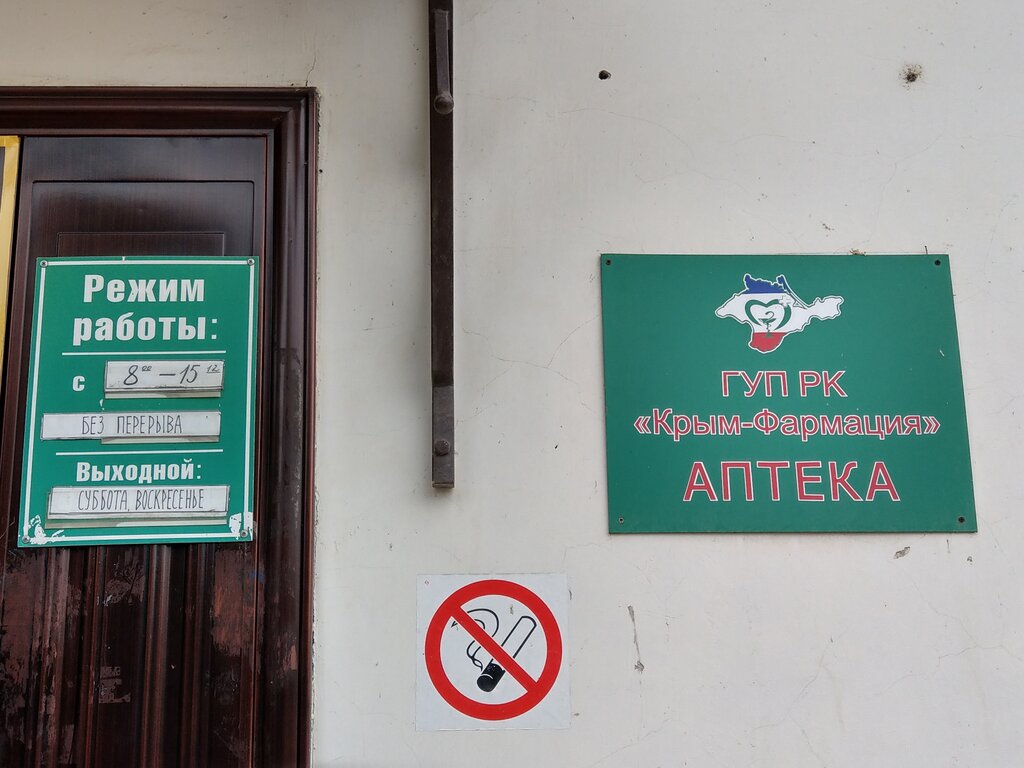 Режим
работы:
с 8⁰⁰ – 15¹²
БЕЗ ПЕРЕРЫВА
Выходной:
СУББОТА, ВОСКРЕСЕНЬЕ
ГУП РК
«Крым-Фармация»
АПТЕКА